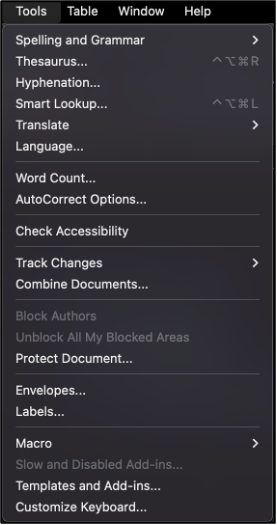 Tools Table Window Help
Spelling and Grammar >
Thesaurus... ⌃⌥⌘R
Hyphenation...
Smart Lookup... ⌃⌥⌘L
Translate >
Language...
Word Count...
AutoCorrect Options...
Check Accessibility
Track Changes >
Combine Documents...
Block Authors
Unblock All My Blocked Areas
Protect Document...
Envelopes...
Labels...
Macro >
Slow and Disabled Add-ins...
Templates and Add-ins...
Customize Keyboard...